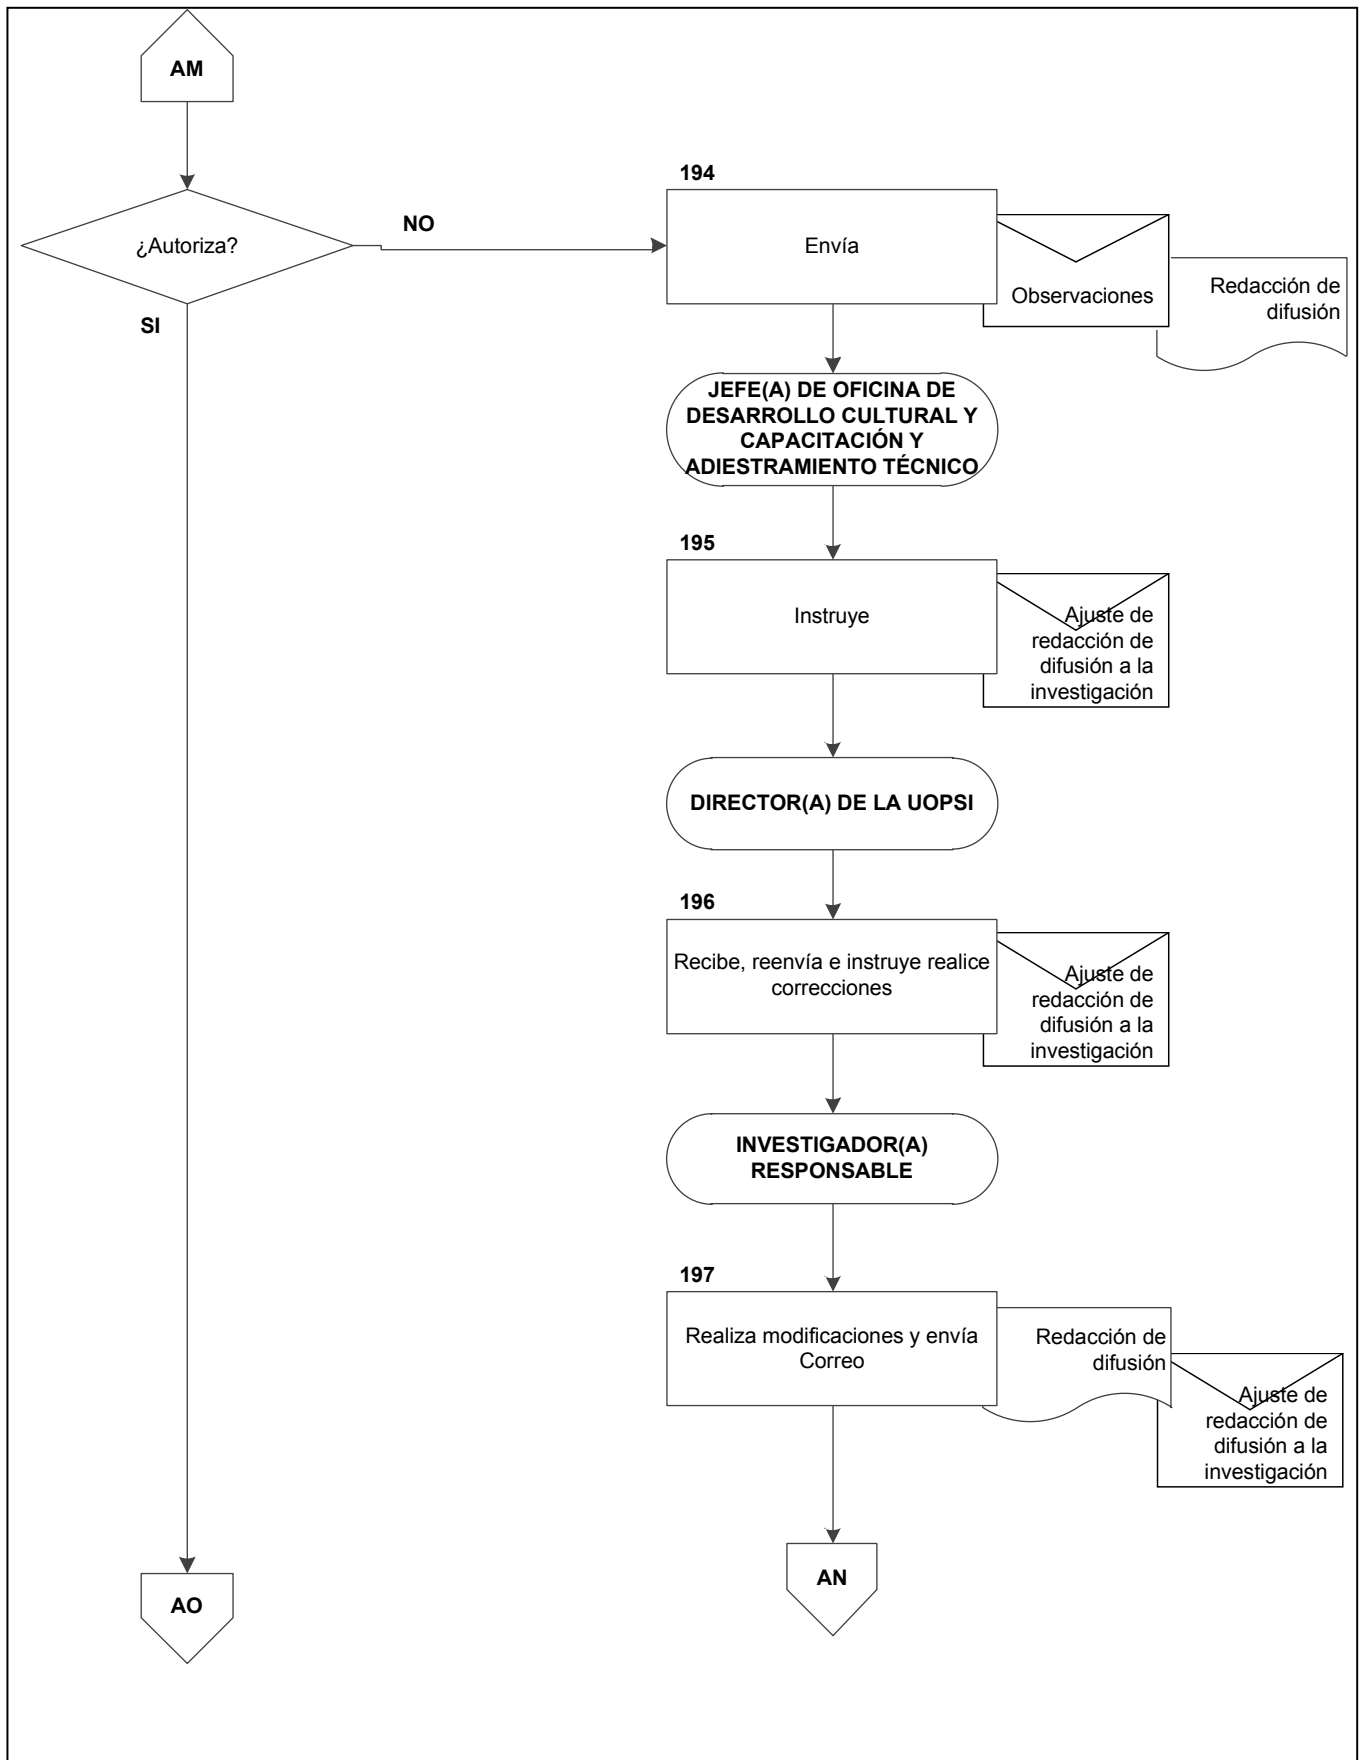 AM
¿Autoriza?
NO
SI
194
Envía
Observaciones
Redacción de
difusión
JEFE(A) DE OFICINA DE
DESARROLLO CULTURAL Y
CAPACITACIÓN Y
ADIESTRAMIENTO TÉCNICO
195
Instruye
Ajuste de
redacción de
difusión a la
investigación
DIRECTOR(A) DE LA UOPSI
196
Recibe, reenvía e instruye realice
correcciones
Ajuste de
redacción de
difusión a la
investigación
INVESTIGADOR(A)
RESPONSABLE
197
Realiza modificaciones y envía
Correo
Redacción de
difusión
Ajuste de
redacción de
difusión a la
investigación
AN
AO